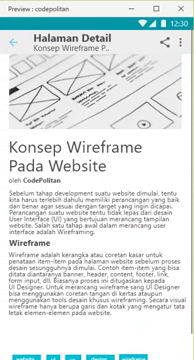 Preview : codepolitan
12:30
Halaman Detail
Konsep Wireframe P..
Konsep Wireframe
Pada Website
oleh CodePolitan
Sebelum tahap development suatu website dimulai, tentu
kita harus terlebih dahulu memiliki perancangan yang baik
dan benar agar sesuai dengan target yang ingin dicapai.
Perancangan suatu website tentu tidak lepas dari desain
User Interface (UI) yang bertujuan merancang tampilan
website. Salah satu tahap awal dalam merancang user
interface adalah Wireframing.
Wireframe
Wireframe adalah kerangka atau coretan kasar untuk
penataan item-item pada halaman website sebelum proses
desain sesungguhnya dimulai. Contoh item-item yang bisa
ditata diantaranya banner, header, content, footer, link,
form input, dll. Biasanya proses ini ditugaskan kepada
UI Designer. Untuk merancang wireframe sang UI Designer
bisa menggunakan coretan tangan di kertas ataupun
menggunakan tools desain khusus wireframing. Secara visual
wireframe hanya berupa garis dan kotak yang mengatur tata
letak elemen-elemen pada website.
website ui ux design wireframe